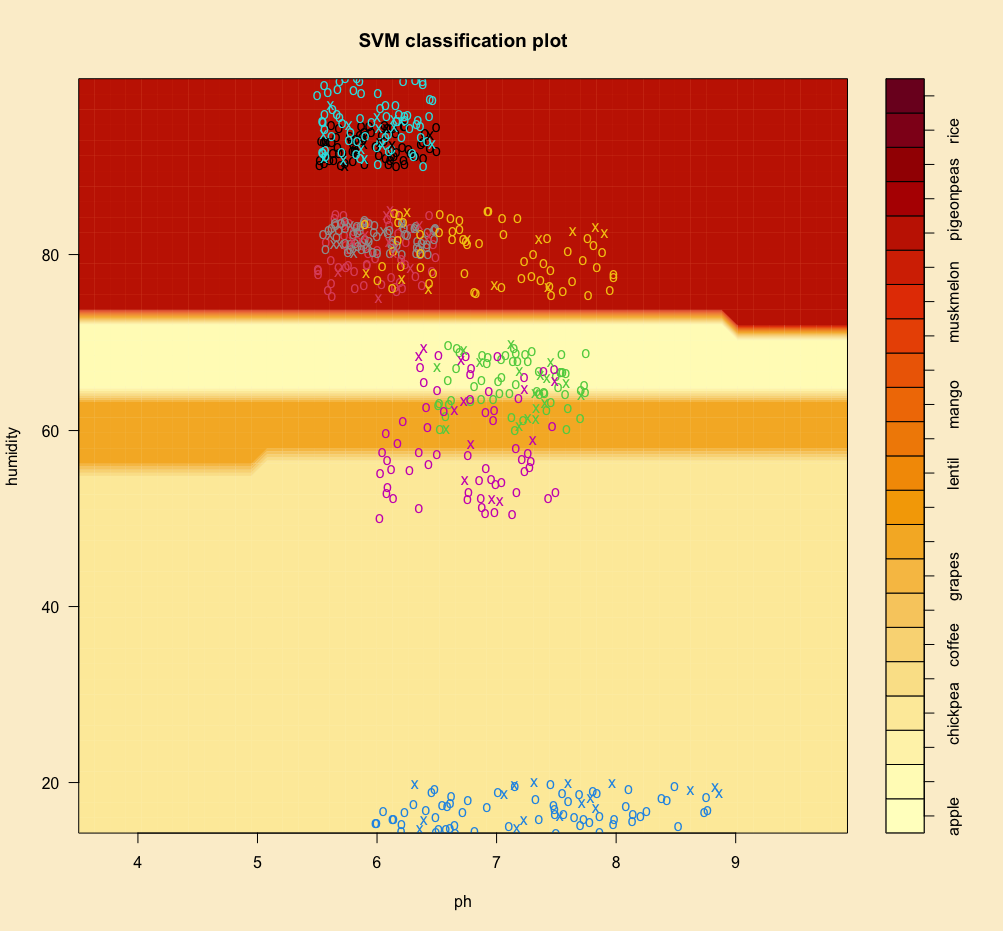 SVM classification plot
humidity
80
60
40
20
4 5 6 7 8 9
ph
apple chickpea coffee grapes lentil mango muskmelon pigeonpeas rice